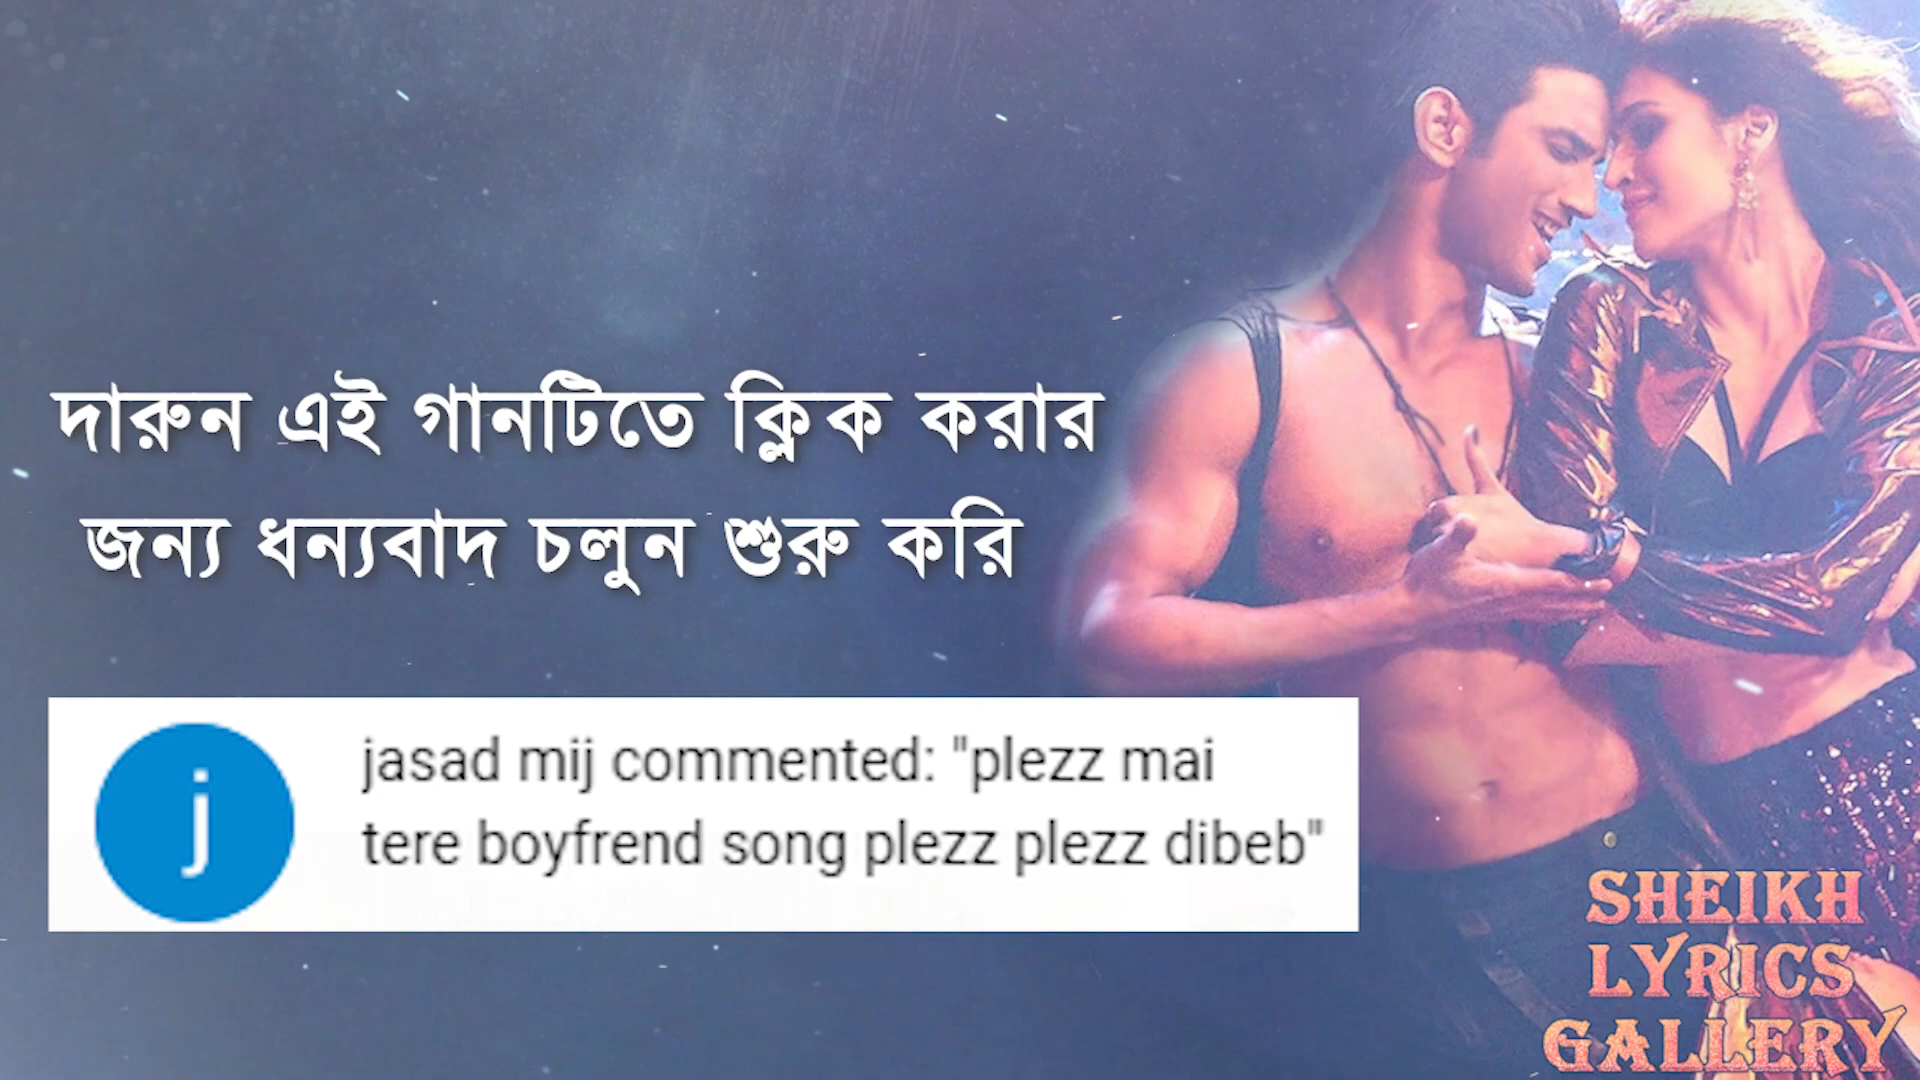 দারুন এই গানটিতে ক্লিক করার
জন্য ধন্যবাদ চলুন শুরু করি
j
jasad mij commented: "plezz mai
tere boyfrend song plezz plezz dibeb"
SHEIKH
LYRICS
GALLERY